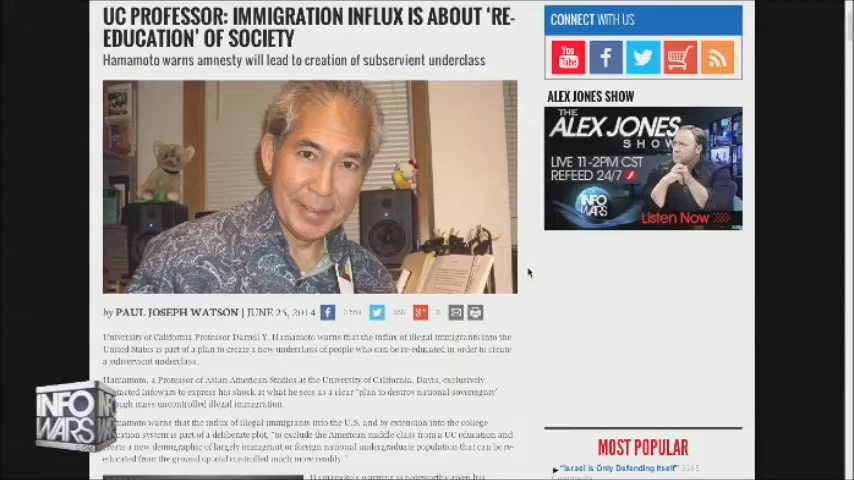 UC PROFESSOR: IMMIGRATION INFLUX IS ABOUT ‘RE-
EDUCATION’ OF SOCIETY
Hamamoto warns amnesty will lead to creation of subservient underclass
by PAUL JOSEPH WATSON | JUNE 25, 2014
University of California Professor Darrell Y. Hamamoto warns that the influx of illegal immigrants into the
United States is part of a plan to create a new underclass of people who can be re-educated in order to create
a subservient underclass.
Hamamoto, a Professor of Asian American Studies at the University of California, Davis, exclusively
Infowars to express his shock at what he sees as a clear “plan to destroy national sovereignty”
mass uncontrolled illegal immigration.
warns that the influx of illegal immigrants into the U.S. and by extension into the college
system is part of a deliberate plot, “to exclude the American middle class from a UC education and
new demographic of largely immigrant or foreign national undergraduate population that can be re-
educated from the ground up and controlled much more readily.”
INFO
WARS
.COM
CONNECT WITH US
You
Tube
ALEX JONES SHOW
THE
ALEX JONES
SHOW
LIVE 11-2PM CST
REFEED 24/7
INFO
WARS
Listen Now
MOST POPULAR
"Israel is Only Defending Itself"
Comments